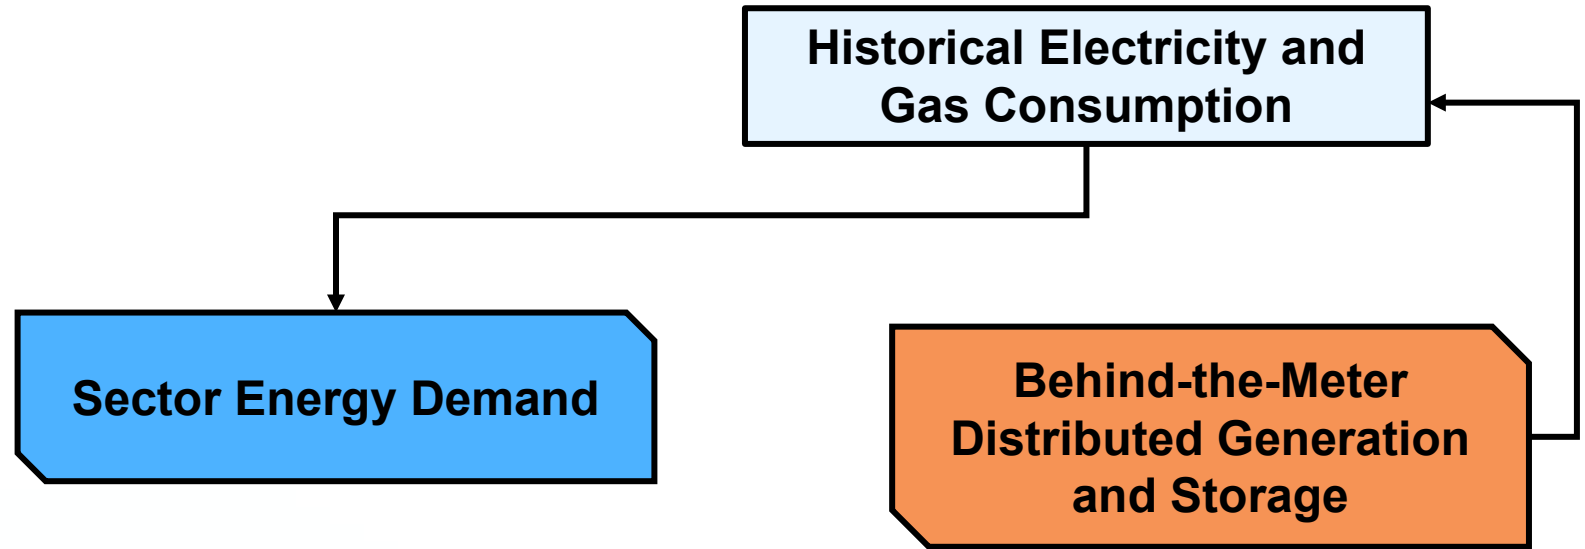 Historical Electricity and
Gas Consumption
Sector Energy Demand
Behind-the-Meter
Distributed Generation
and Storage